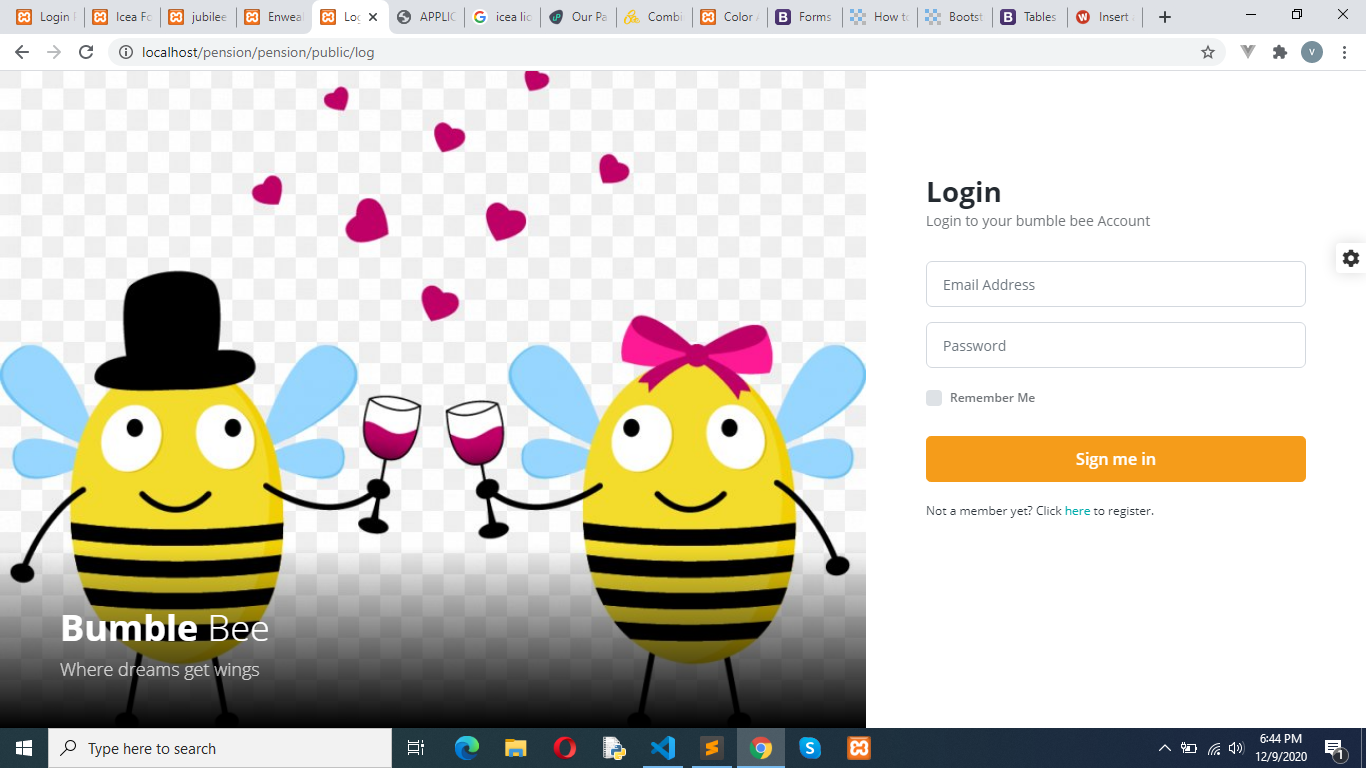 Login
Icea Fo
jubilee
Enweal
Log
APPLIC
icea lic
Our Pa
Combi
Color
Forms
How to
Bootst
Tables
Insert
localhost/pension/pension/public/log
V
Login
Login to your bumble bee Account
Email Address
Password
Remember Me
Sign me in
Not a member yet? Click here to register.
Bumble Bee
Where dreams get wings
Type here to search
6:44 PM
12/9/2020
1